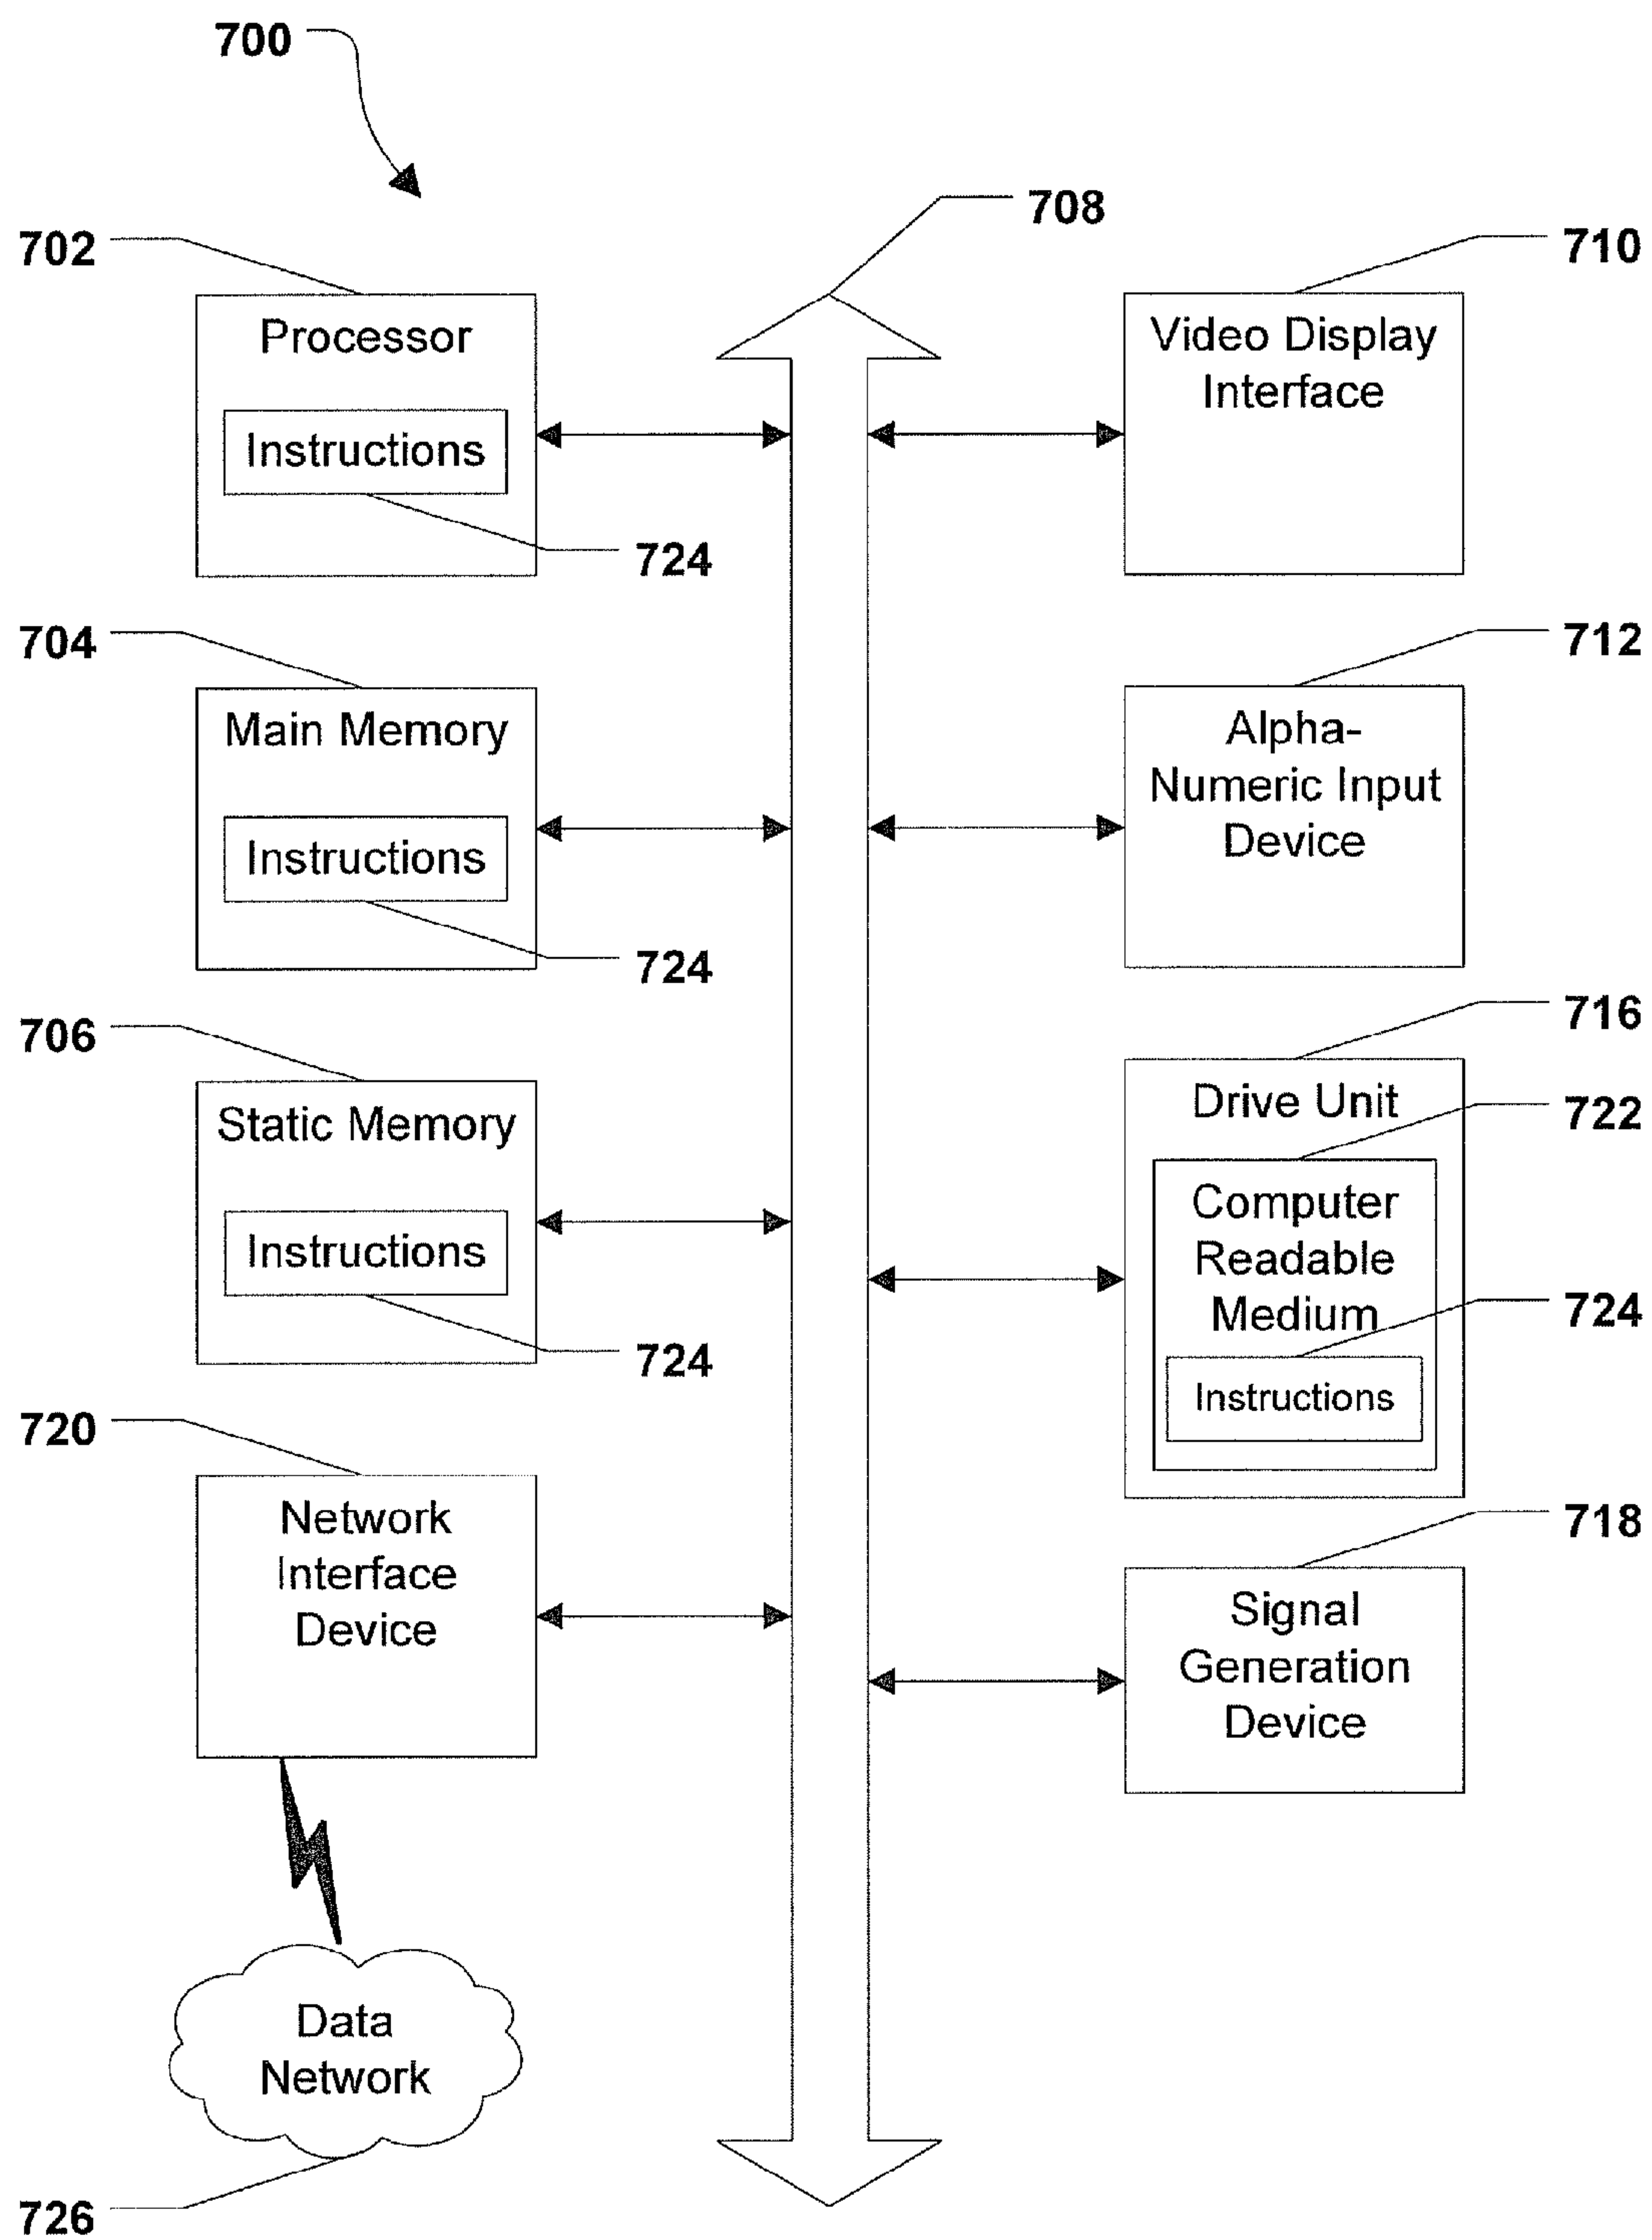 700
708
702
710
Processor
Instructions
724
Video Display
Interface
704
712
Main Memory
Instructions
724
Alpha-
Numeric Input
Device
706
716
Static Memory
Instructions
724
Drive Unit
722
Computer
Readable
Medium
724
Instructions
720
718
Network
Interface
Device
Signal
Generation
Device
Data
Network
726